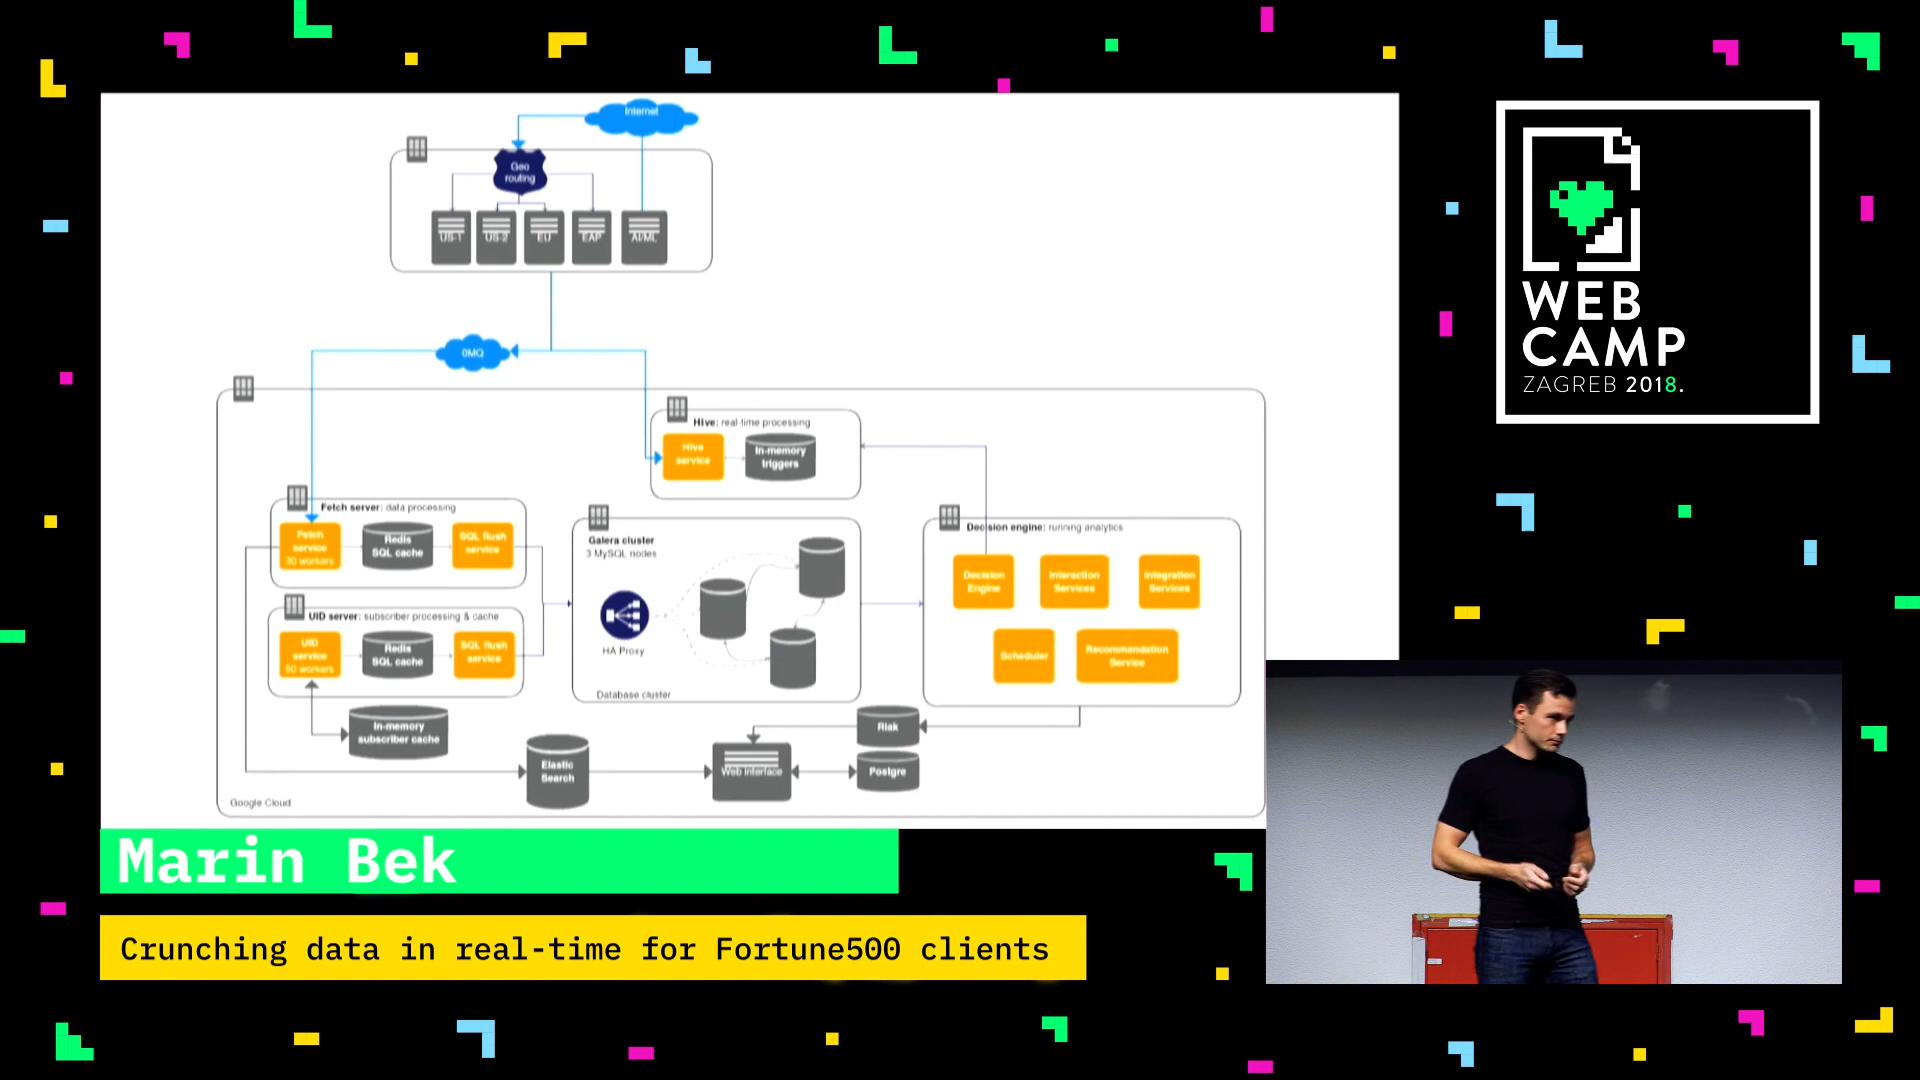 Internet
Geo
routing
US-1
US-2
EU
EAP
AI/ML
0MQ
Hive: real-time processing
Hive
service
In-memory
triggers
Fetch server: data processing
Fetch
service
30 workers
Redis
SQL cache
SQL flush
service
UID server: subscriber processing & cache
UID
service
50 workers
Redis
SQL cache
SQL flush
service
In-memory
subscriber cache
Galera cluster
3 MySQL nodes
HA Proxy
Database cluster
Decision engine: running analytics
Decision
Engine
Interaction
Services
Integration
Services
Scheduler
Recommendation
Service
Elastic
Search
Web interface
Riak
Postgre
Google Cloud
WEB
CAMP
ZAGREB 2018.
Marin Bek
Crunching data in real-time for Fortune500 clients